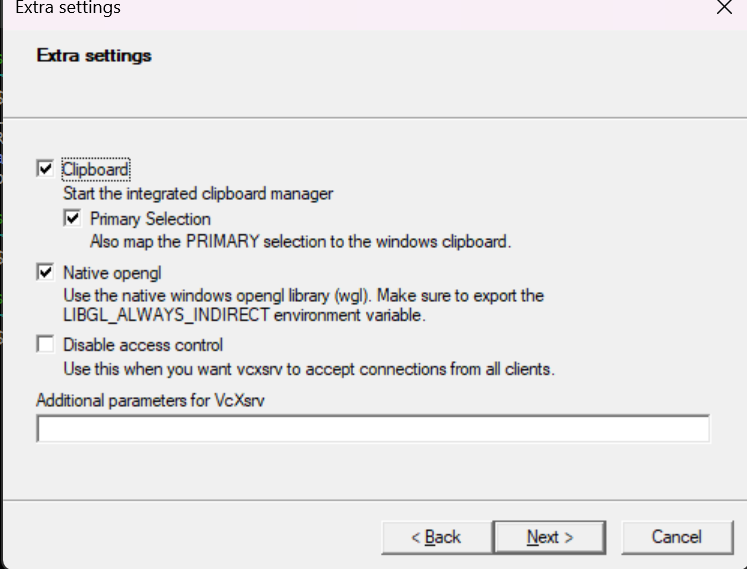 Extra settings
Extra settings
Clipboard
Start the integrated clipboard manager
Primary Selection
Also map the PRIMARY selection to the windows clipboard.
Native opengl
Use the native windows opengl library (wgl). Make sure to export the
LIBGL_ALWAYS_INDIRECT environment variable.
Disable access control
Use this when you want vcxsrv to accept connections from all clients.
Additional parameters for VcXsrv
< Back
Next >
Cancel